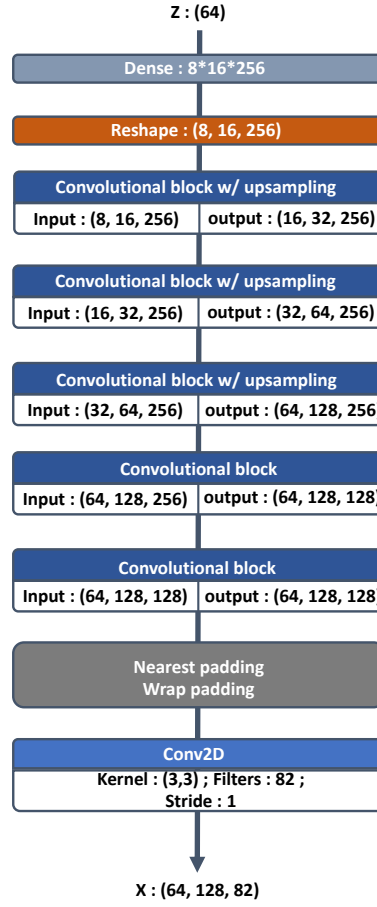 Z : (64)
Dense : 8*16*256
Reshape : (8, 16, 256)
Convolutional block w/ upsampling
Input : (8, 16, 256) output : (16, 32, 256)
Convolutional block w/ upsampling
Input : (16, 32, 256) output : (32, 64, 256)
Convolutional block w/ upsampling
Input : (32, 64, 256) output : (64, 128, 256
Convolutional block
Input : (64, 128, 256) output : (64, 128, 128)
Convolutional block
Input : (64, 128, 128) output : (64, 128, 128)
Nearest padding
Wrap padding
Conv2D
Kernel : (3,3) ; Filters : 82 ;
Stride : 1
X : (64, 128, 82)